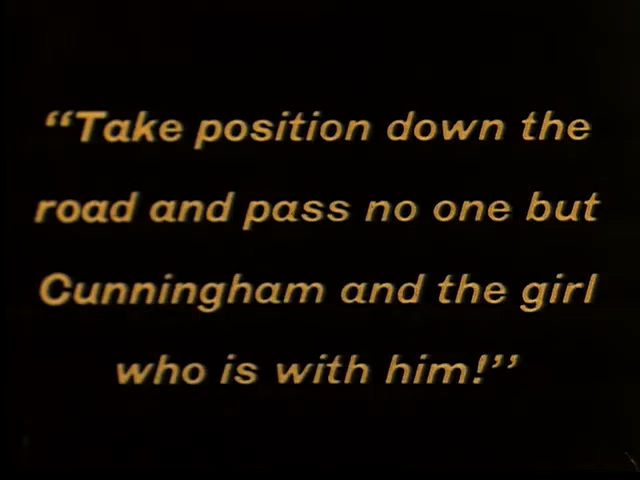 “Take position down the
road and pass no one but
Cunningham and the girl
who is with him!”